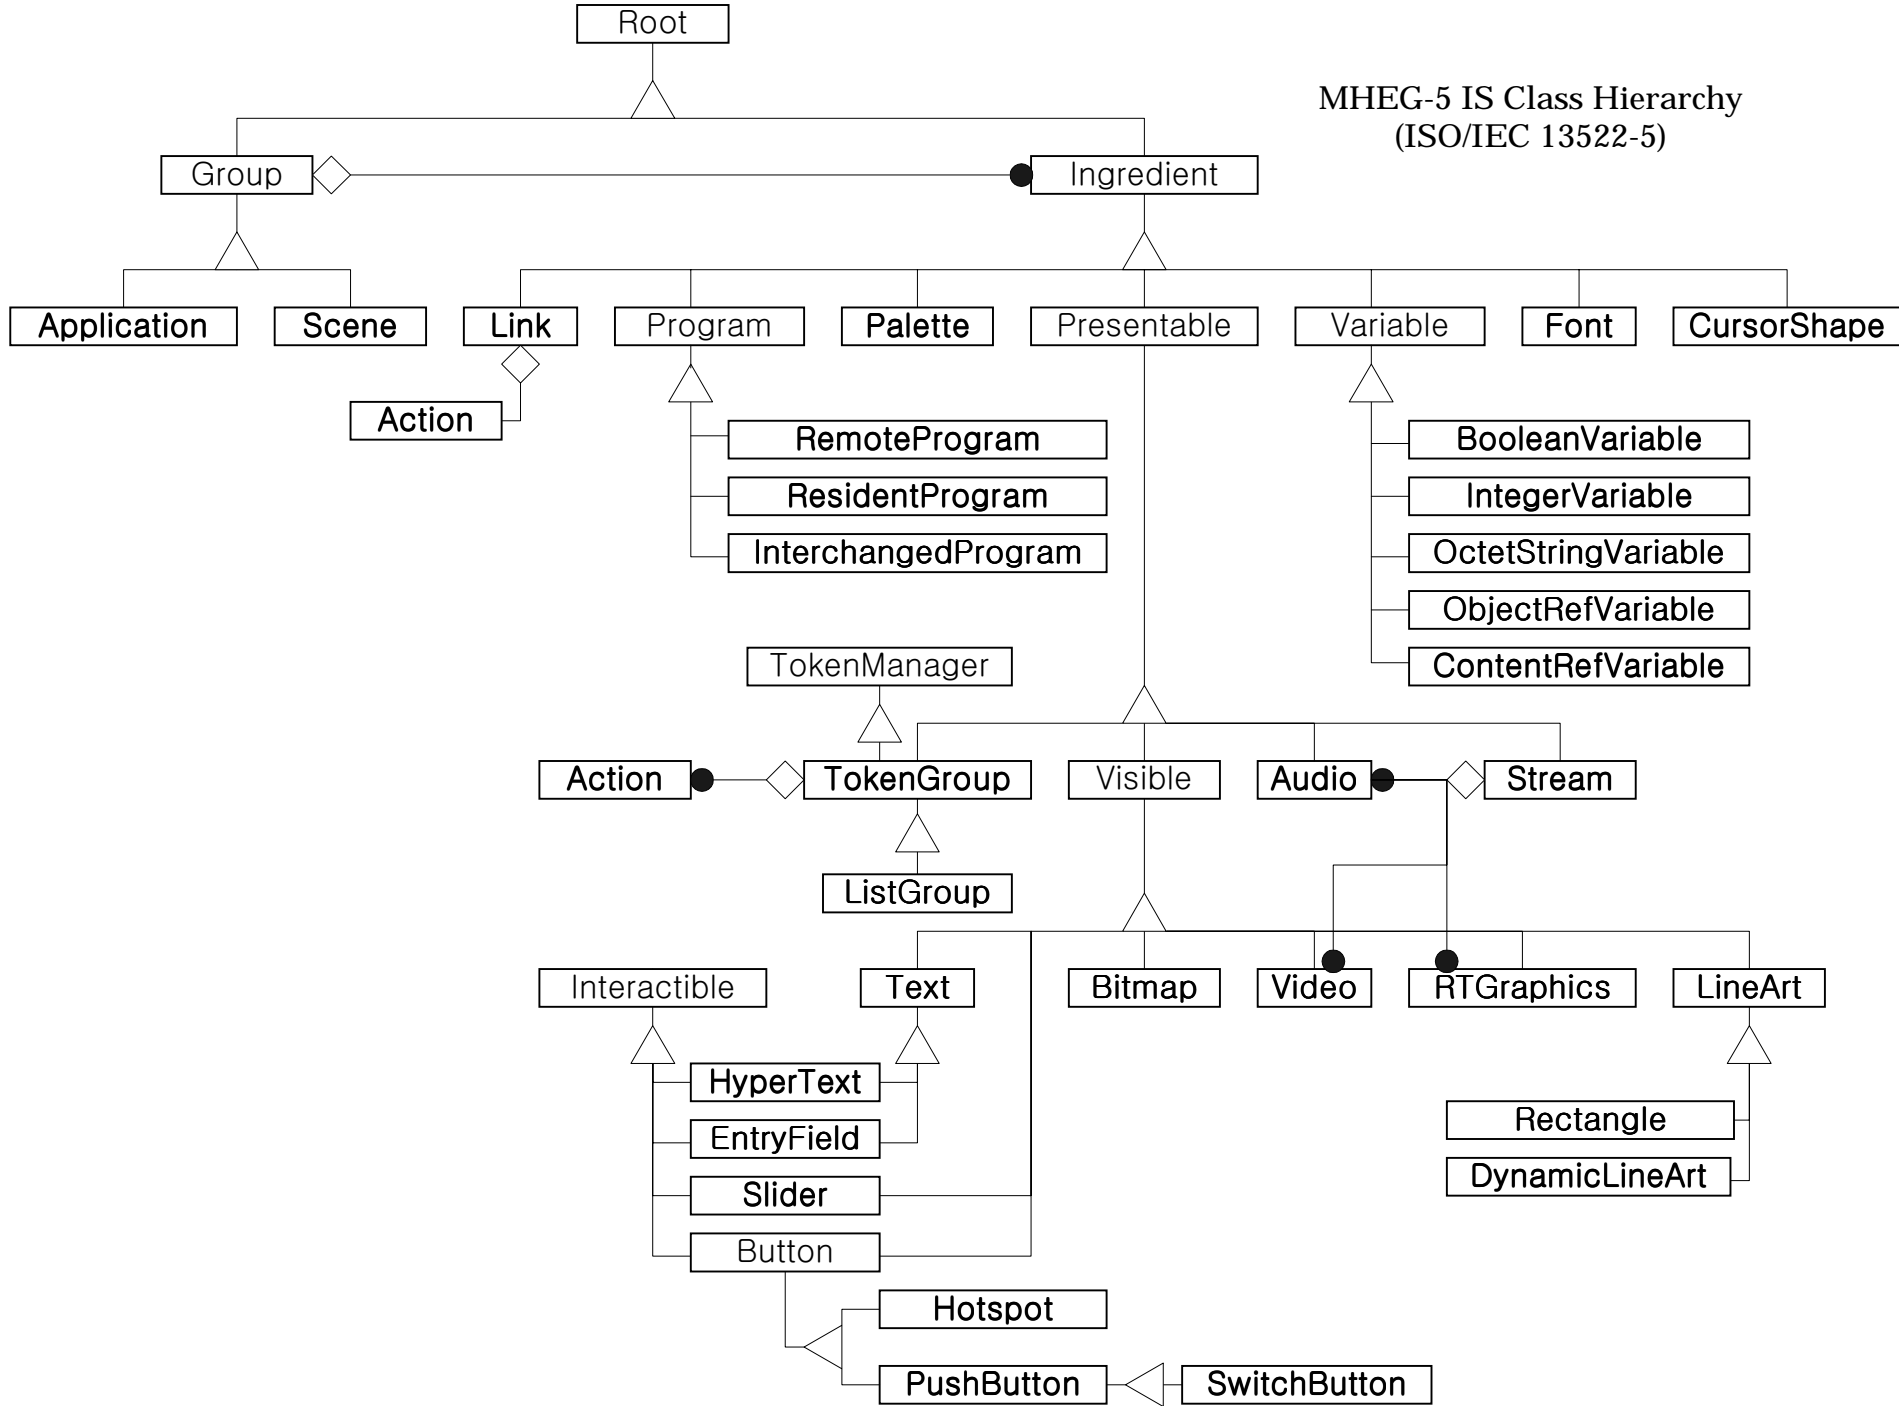 Root
MHEG-5 IS Class Hierarchy
(ISO/IEC 13522-5)
Group
Ingredient
Application
Scene
Link
Program
Palette
Presentable
Variable
Font
CursorShape
Action
RemoteProgram
BooleanVariable
ResidentProgram
IntegerVariable
InterchangedProgram
OctetStringVariable
ObjectRefVariable
TokenManager
ContentRefVariable
Action
TokenGroup
Visible
Audio
Stream
ListGroup
Interactible
Text
Bitmap
Video
RTGraphics
LineArt
HyperText
Rectangle
EntryField
DynamicLineArt
Slider
Button
Hotspot
PushButton
SwitchButton